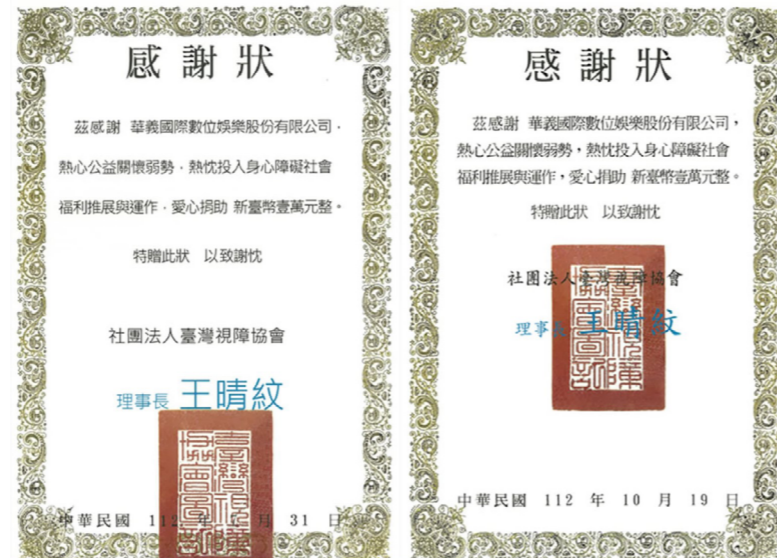 感謝狀
茲感謝 華義國際數位娛樂股份有限公司,
熱心公益關懷弱勢,熱忱投入身心障礙社會
福利推展與運作,愛心捐助 新臺幣壹萬元整。
特贈此狀 以致謝忱
社團法人臺灣視障協會
理事長 王晴紋
中華民國 112 年 月 31 日
感謝狀
茲感謝 華義國際數位娛樂股份有限公司,
熱心公益關懷弱勢,熱忱投入身心障礙社會
福利推展與運作,愛心捐助 新臺幣壹萬元整。
特贈此狀 以致謝忱
社團法人臺灣視障協會
理事長 王晴紋
中華民國 112 年 10 月 19 日